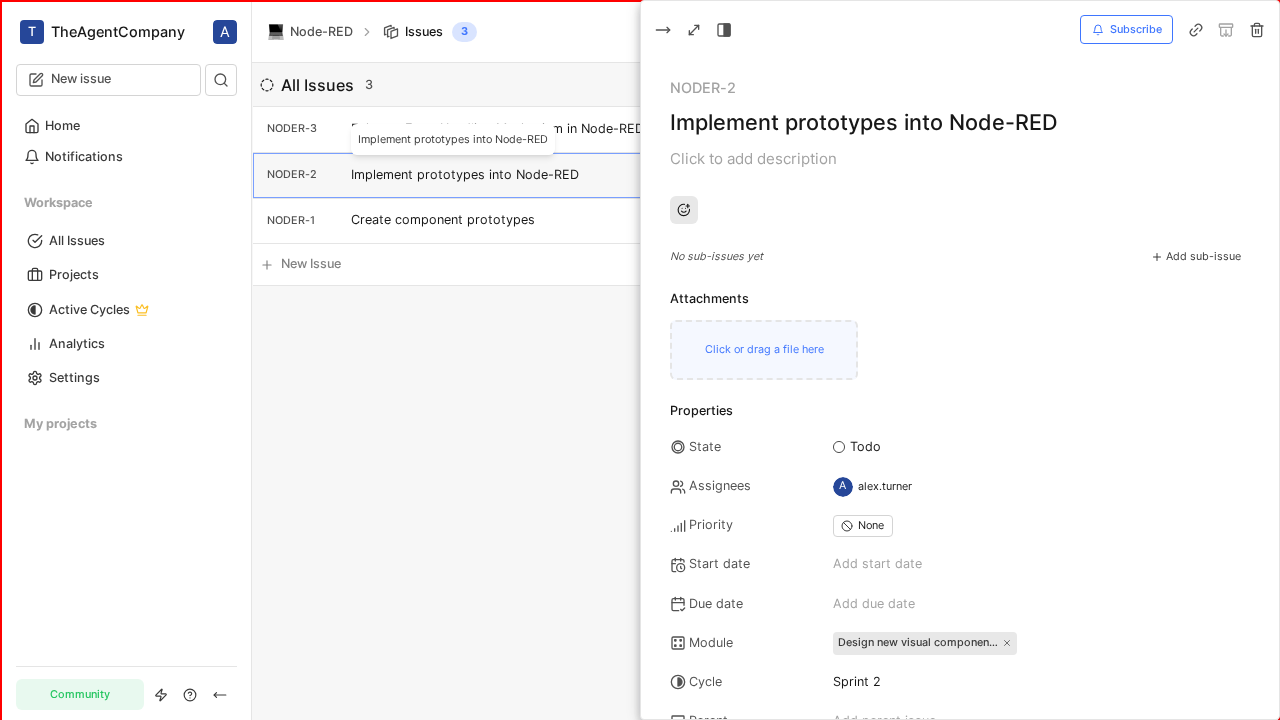 T TheAgentCompany A
New issue
Home
Notifications
Workspace
All Issues
Projects
Active Cycles
Analytics
Settings
My projects
Community
Node-RED
Issues 3
All Issues 3
NODER-3 in Node-RED
Implement prototypes into Node-RED
NODER-2 Implement prototypes into Node-RED
NODER-1 Create component prototypes
New Issue
Subscribe
NODER-2
Implement prototypes into Node-RED
Click to add description
No sub-issues yet
Add sub-issue
Attachments
Click or drag a file here
Properties
State Todo
Assignees A alex.turner
Priority None
Start date Add start date
Due date Add due date
Module Design new visual componen...
Cycle Sprint 2
Parent Add parent issue